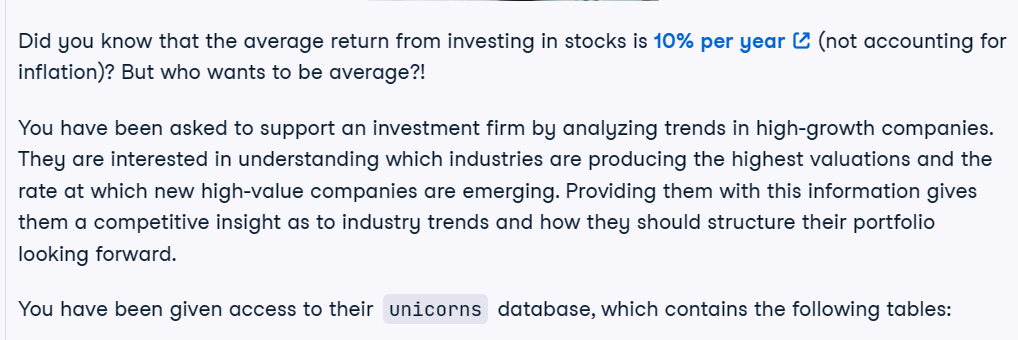 Did you know that the average return from investing in stocks is 10% per year (not accounting for
inflation)? But who wants to be average?!
You have been asked to support an investment firm by analyzing trends in high-growth companies.
They are interested in understanding which industries are producing the highest valuations and the
rate at which new high-value companies are emerging. Providing them with this information gives
them a competitive insight as to industry trends and how they should structure their portfolio
looking forward.
You have been given access to their unicorns database, which contains the following tables: